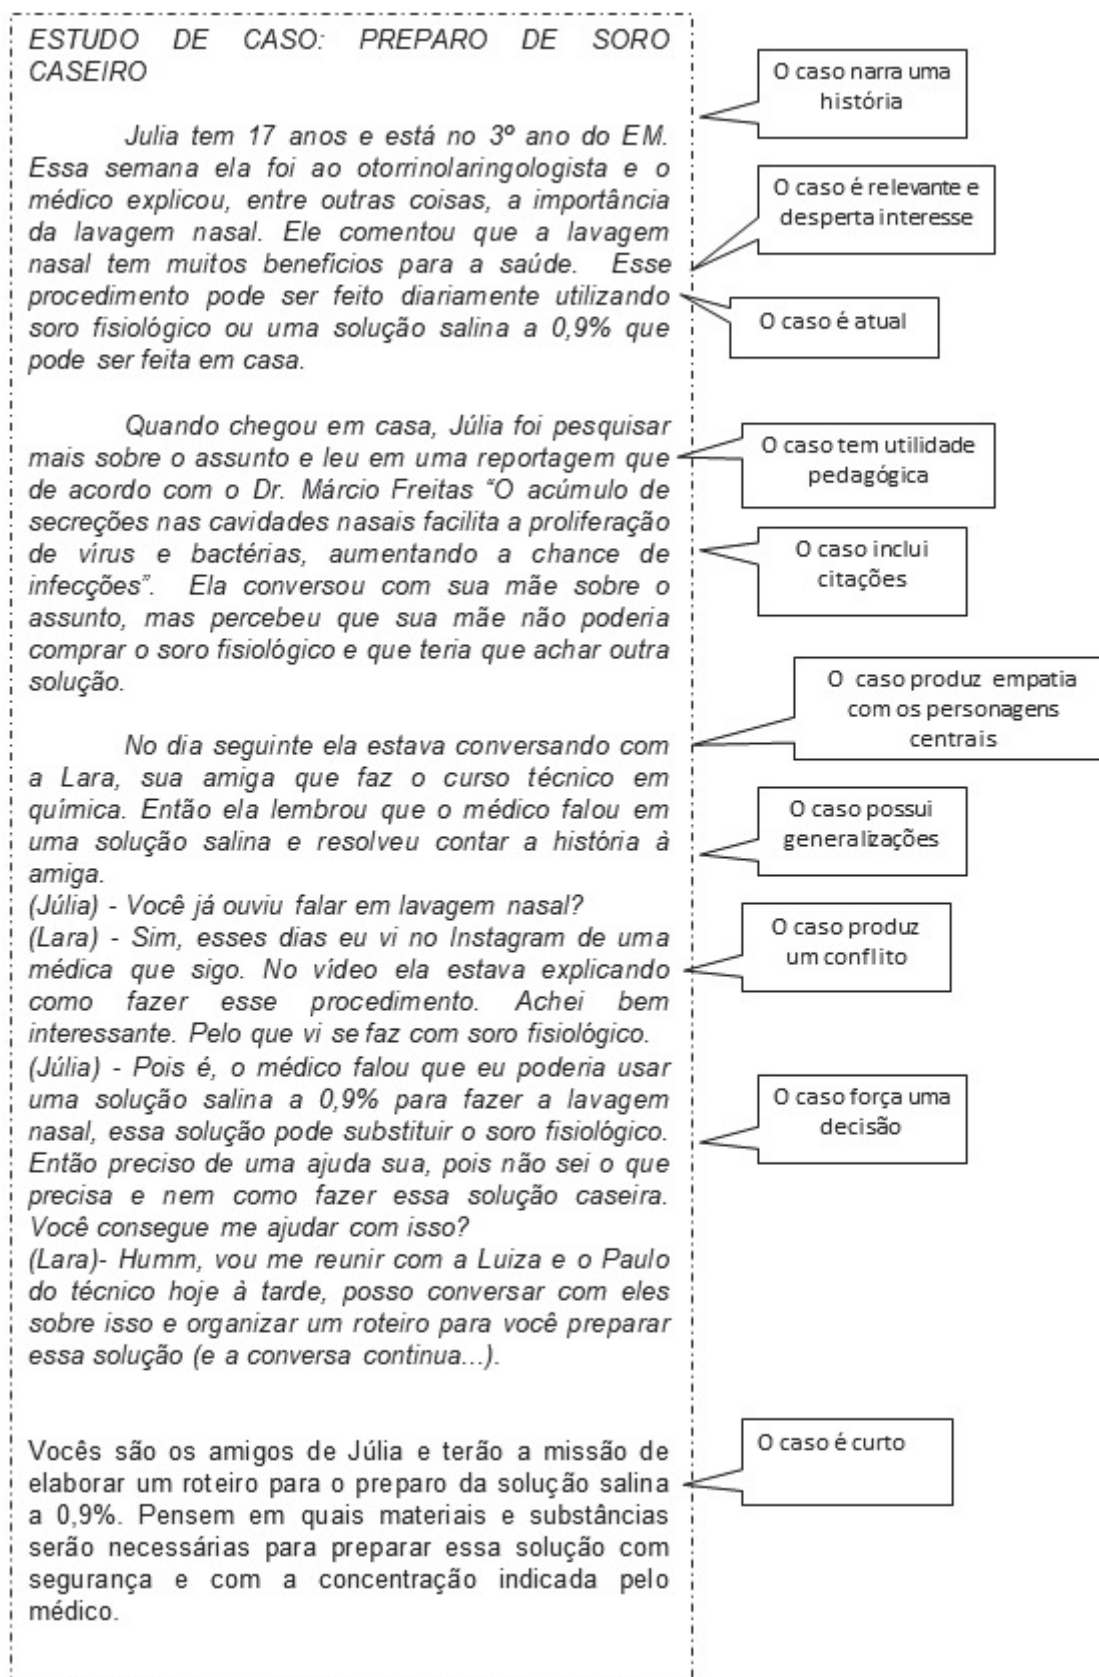 ESTUDO DE CASO: PREPARO DE SORO
CASEIRO
Julia tem 17 anos e está no 3º ano do EM.
Essa semana ela foi ao otorrinolaringologista e o
médico explicou, entre outras coisas, a importância
da lavagem nasal. Ele comentou que a lavagem
nasal tem muitos benefícios para a saúde. Esse
procedimento pode ser feito diariamente utilizando
soro fisiológico ou uma solução salina a 0,9% que
pode ser feita em casa.
Quando chegou em casa, Júlia foi pesquisar
mais sobre o assunto e leu em uma reportagem que
de acordo com o Dr. Márcio Freitas “O acúmulo de
secreções nas cavidades nasais facilita a proliferação
de vírus e bactérias, aumentando a chance de
infecções”. Ela conversou com sua mãe sobre o
assunto, mas percebeu que sua mãe não poderia
comprar o soro fisiológico e que teria que achar outra
solução.
No dia seguinte ela estava conversando com
a Lara, sua amiga que faz o curso técnico em
química. Então ela lembrou que o médico falou em
uma solução salina e resolveu contar a história à
amiga.
(Júlia) - Você já ouviu falar em lavagem nasal?
(Lara) - Sim, esses dias eu vi no Instagram de uma
médica que sigo. No vídeo ela estava explicando
como fazer esse procedimento. Achei bem
interessante. Pelo que vi se faz com soro fisiológico.
(Júlia) - Pois é, o médico falou que eu poderia usar
uma solução salina a 0,9% para fazer a lavagem
nasal, essa solução pode substituir o soro fisiológico.
Então preciso de uma ajuda sua, pois não sei o que
precisa e nem como fazer essa solução caseira.
Você consegue me ajudar com isso?
(Lara)- Humm, vou me reunir com a Luiza e o Paulo
do técnico hoje à tarde, posso conversar com eles
sobre isso e organizar um roteiro para você preparar
essa solução (e a conversa continua...).
Vocês são os amigos de Júlia e terão a missão de
elaborar um roteiro para o preparo da solução salina
a 0,9%. Pensem em quais materiais e substâncias
serão necessárias para preparar essa solução com
segurança e com a concentração indicada pelo
médico.
O caso narra uma
história
O caso é relevante e
desperta interesse
O caso é atual
O caso tem utilidade
pedagógica
O caso inclui
citações
O caso produz empatia
com os personagens
centrais
O caso possui
generalizações
O caso produz
um conflito
O caso força uma
decisão
O caso é curto